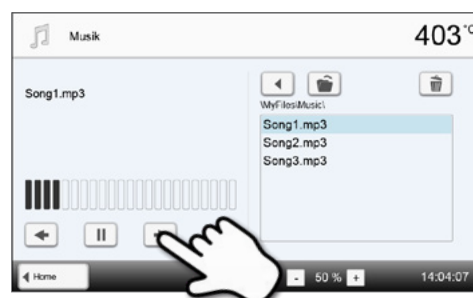 Musik
403°C
Song1.mp3
\MyFiles\Music\
Song1.mp3
Song2.mp3
Song3.mp3
Home
- 50 % +
14:04:07